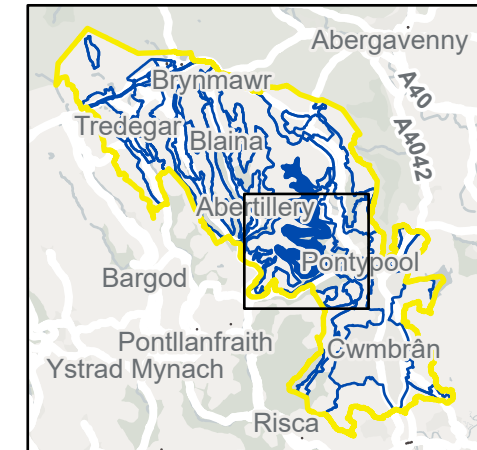 Abergavenny
Brynmawr
A40
Tredegar
Blaina
A4042
Abertillery
Pontypool
Bargod
Pontllanfraith
Cwmbrân
Ystrad Mynach
Risca